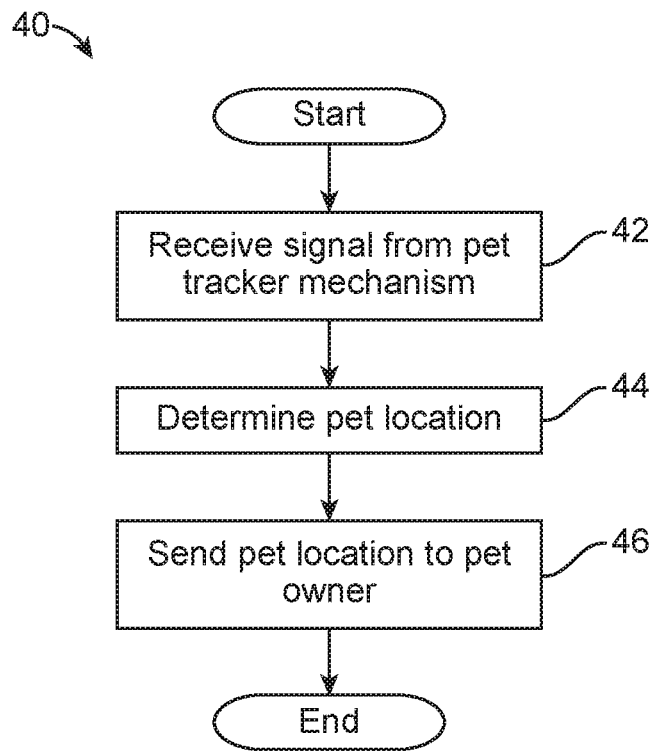 40
Start
Receive signal from pet
tracker mechanism
42
Determine pet location
44
Send pet location to pet
owner
46
End